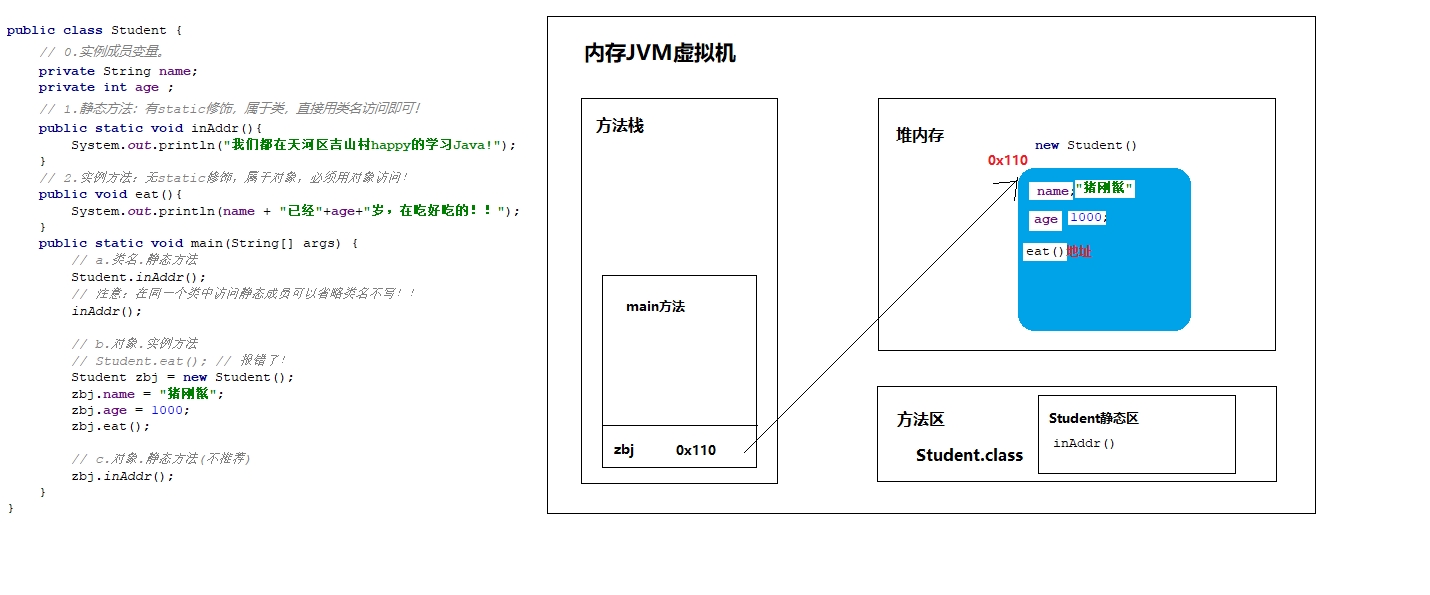 public class Student {
    // 0.实例成员变量。
    private String name;
    private int age ;
    // 1.静态方法: 有static修饰，属于类，直接用类名访问即可!
    public static void inAddr(){
        System.out.println("我们都在天河区吉山村happy的学习Java!");
    }
    // 2.实例方法: 无static修饰，属于对象，必须用对象访问!
    public void eat(){
        System.out.println(name + "已经"+age+"岁，在吃好吃的！！");
    }
    public static void main(String[] args) {
        // a.类名.静态方法
        Student.inAddr();
        // 注意: 在同一个类中访问静态成员可以省略类名不写!!
        inAddr();
        // b.对象.实例方法
        // Student.eat(); // 报错了!
        Student zbj = new Student();
        zbj.name = "猪刚鬣";
        zbj.age = 1000;
        zbj.eat();
        // c.对象.静态方法(不推荐)
        zbj.inAddr();
    }
}
内存JVM虚拟机
方法栈
main方法
zbj 0x110
堆内存
new Student()
0x110
name; "猪刚鬣"
age 1000;
eat()地址
方法区
Student.class
Student静态区
inAddr()